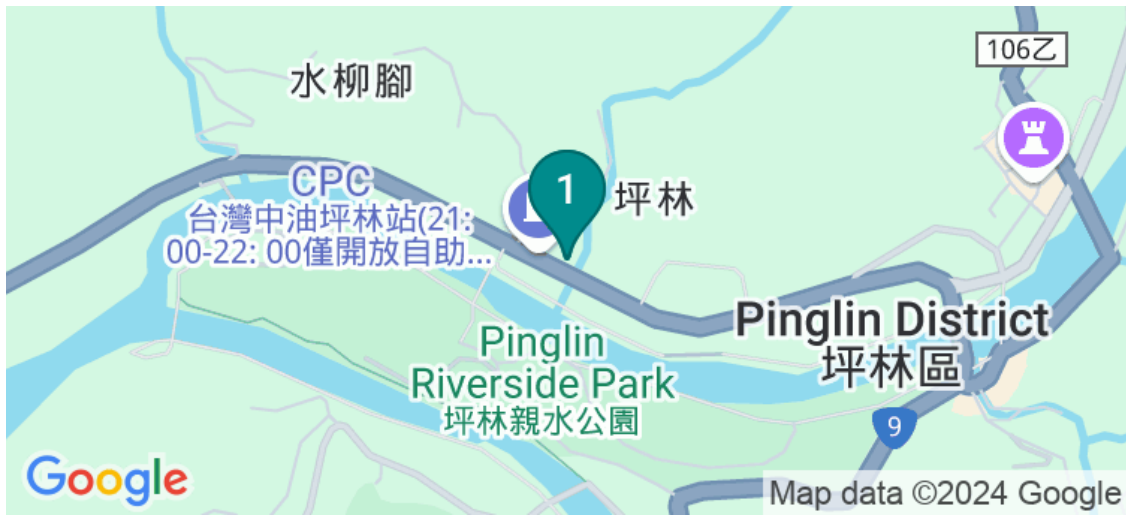 106乙
水柳腳
1
坪林
CPC
台灣中油坪林站(21:
00-22: 00僅開放自助...
Pinglin District
坪林區
Pinglin
Riverside Park
坪林親水公園
9
Google
Map data ©2024 Google